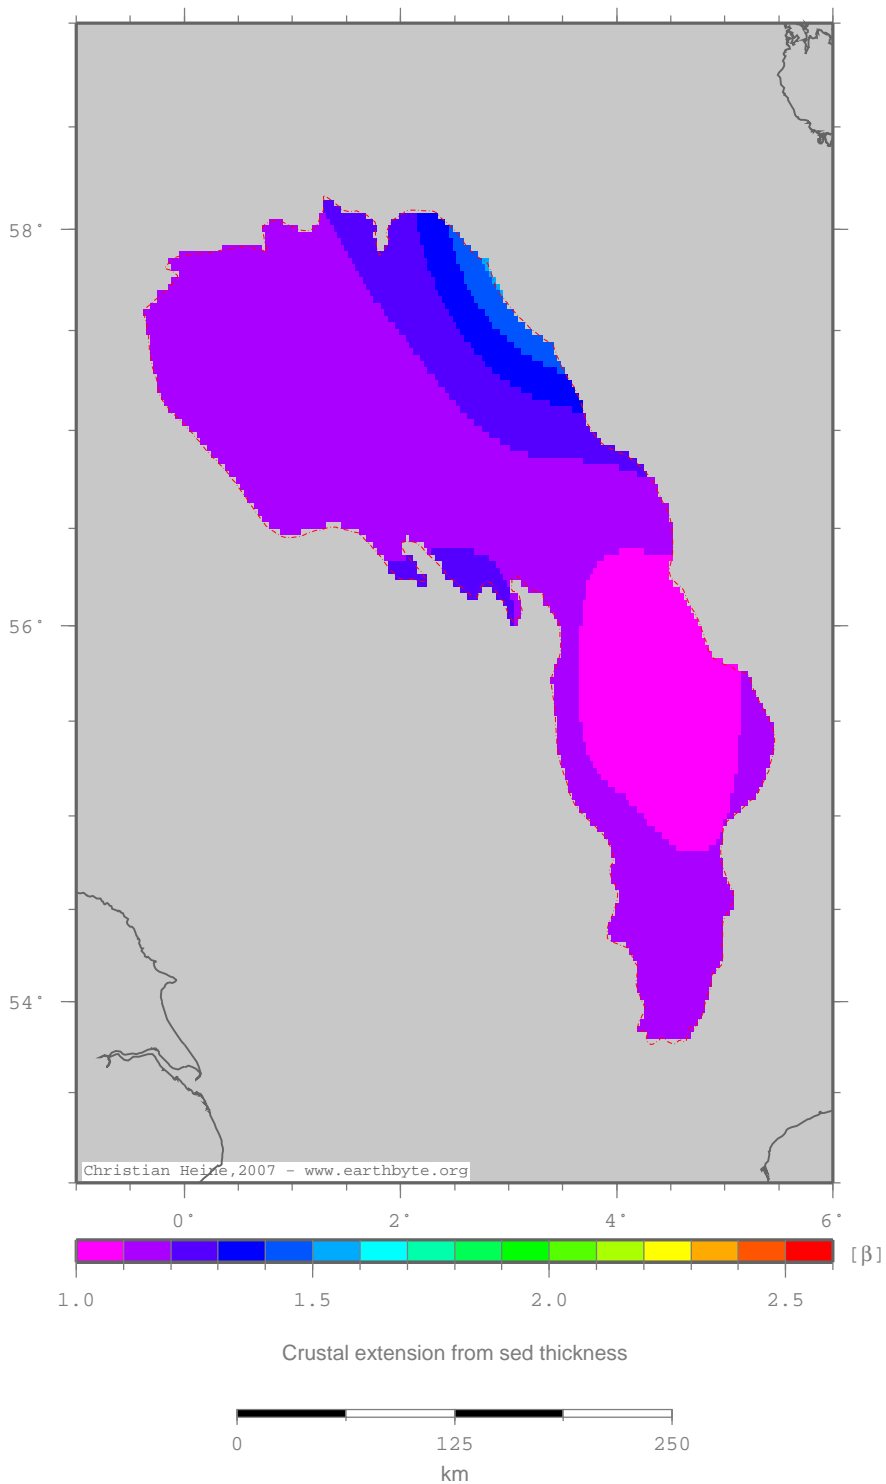 58°
56°
54°
Christian Heine,2007 - www.earthbyte.org
0° 2° 4° 6°
[β]
1.0 1.5 2.0 2.5
Crustal extension from sed thickness
0 125 250
km